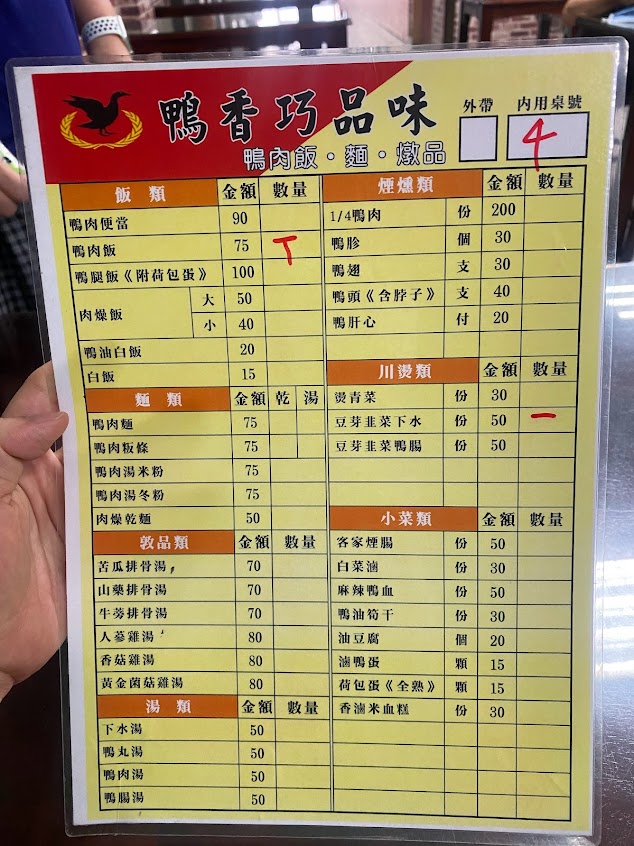 鴨香巧品味
鴨肉飯・麵・燉品
外帶 內用桌號
4
飯類 金額 數量
鴨肉便當 90
鴨肉飯 75 T
鴨腿飯《附荷包蛋》 100
肉燥飯 大 50
小 40
鴨油白飯 20
白飯 15
麵類 金額 乾 湯
鴨肉麵 75
鴨肉粄條 75
鴨肉湯米粉 75
鴨肉湯冬粉 75
肉燥乾麵 50
敦品類 金額 數量
苦瓜排骨湯 70
山藥排骨湯 70
牛蒡排骨湯 70
人蔘雞湯 80
香菇雞湯 80
黃金菌菇雞湯 80
湯類 金額 數量
下水湯 50
鴨丸湯 50
鴨肉湯 50
鴨腸湯 50
煙燻類 金額 數量
1/4鴨肉 份 200
鴨胗 個 30
鴨翅 支 30
鴨頭《含脖子》 支 40
鴨肝心 付 20
川燙類 金額 數量
燙青菜 份 30
豆芽韭菜下水 份 50 一
豆芽韭菜鴨腸 份 50
小菜類 金額 數量
客家煙腸 份 50
白菜滷 份 30
麻辣鴨血 份 50
鴨油筍干 份 30
油豆腐 個 20
滷鴨蛋 顆 15
荷包蛋《全熟》 顆 15
香滷米血糕 份 30